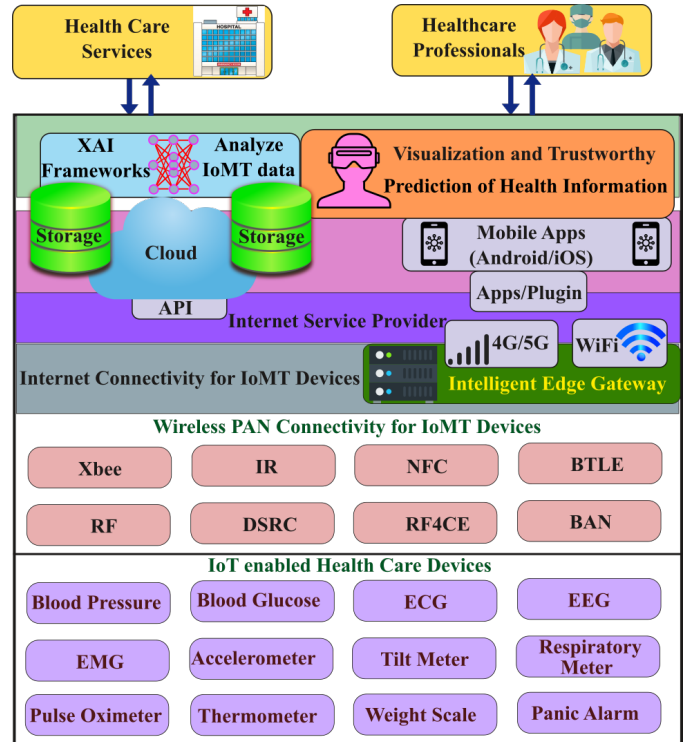 Health Care
Services
HOSPITAL
Healthcare
Professionals
XAI
Frameworks
Analyze
IoMT data
Visualization and Trustworthy
Prediction of Health Information
Storage
Cloud
Storage
Mobile Apps
(Android/iOS)
API
Apps/Plugin
Internet Service Provider
4G/5G
WiFi
Internet Connectivity for IoMT Devices
Intelligent Edge Gateway
Wireless PAN Connectivity for IoMT Devices
Xbee
IR
NFC
BTLE
RF
DSRC
RF4CE
BAN
IoT enabled Health Care Devices
Blood Pressure
Blood Glucose
ECG
EEG
EMG
Accelerometer
Tilt Meter
Respiratory
Meter
Pulse Oximeter
Thermometer
Weight Scale
Panic Alarm